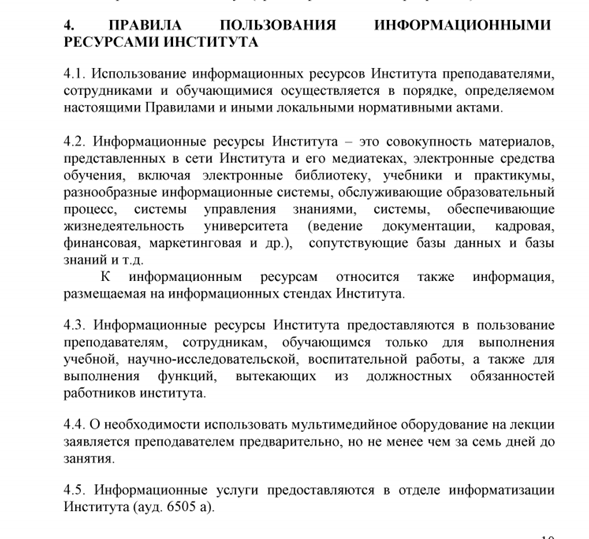 4. ПРАВИЛА ПОЛЬЗОВАНИЯ ИНФОРМАЦИОННЫМИ
РЕСУРСАМИ ИНСТИТУТА
4.1. Использование информационных ресурсов Института преподавателями,
сотрудниками и обучающимися осуществляется в порядке, определяемом
настоящими Правилами и иными локальными нормативными актами.
4.2. Информационные ресурсы Института – это совокупность материалов,
представленных в сети Института и его медиатеках, электронные средства
обучения, включая электронные библиотеку, учебники и практикумы,
разнообразные информационные системы, обслуживающие образовательный
процесс, системы управления знаниями, системы, обеспечивающие
жизнедеятельность университета (ведение документации, кадровая,
финансовая, маркетинговая и др.), сопутствующие базы данных и базы
знаний и т.д.
К информационным ресурсам относится также информация,
размещаемая на информационных стендах Института.
4.3. Информационные ресурсы Института предоставляются в пользование
преподавателям, сотрудникам, обучающимся только для выполнения
учебной, научно-исследовательской, воспитательной работы, а также для
выполнения функций, вытекающих из должностных обязанностей
работников института.
4.4. О необходимости использовать мультимедийное оборудование на лекции
заявляется преподавателем предварительно, но не менее чем за семь дней до
занятия.
4.5. Информационные услуги предоставляются в отделе информатизации
Института (ауд. 6505 а).